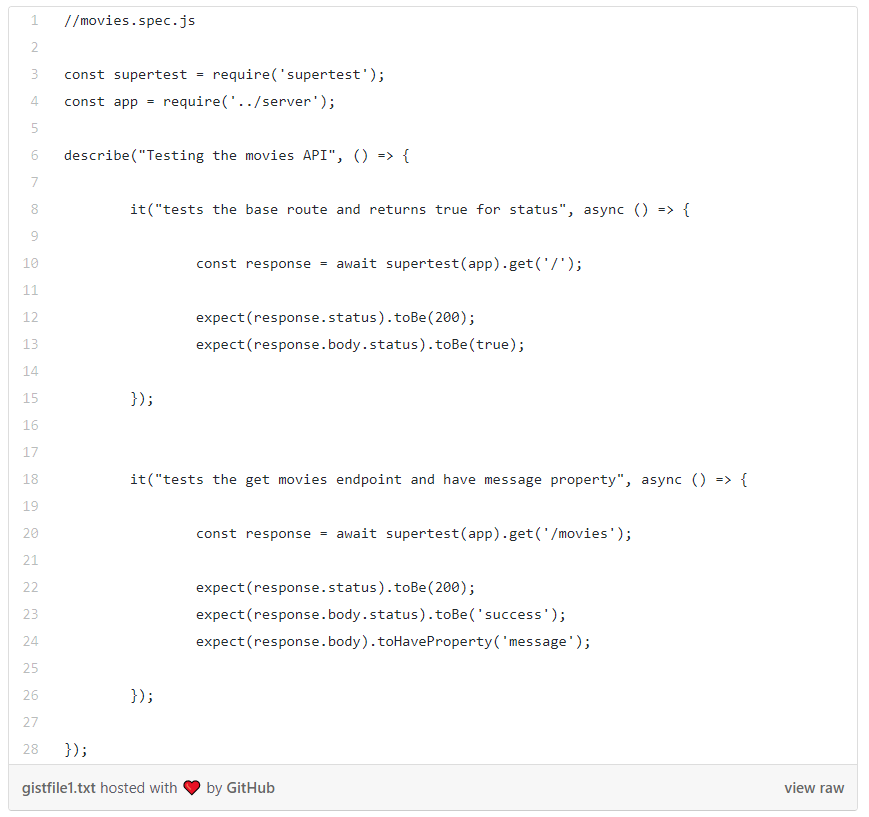 1 //movies.spec.js
2
3 const supertest = require('supertest');
4 const app = require('../server');
5
6 describe("Testing the movies API", () => {
7
8 it("tests the base route and returns true for status", async () => {
9
10 const response = await supertest(app).get('/');
11
12 expect(response.status).toBe(200);
13 expect(response.body.status).toBe(true);
14
15 });
16
17
18 it("tests the get movies endpoint and have message property", async () => {
19
20 const response = await supertest(app).get('/movies');
21
22 expect(response.status).toBe(200);
23 expect(response.body.status).toBe('success');
24 expect(response.body).toHaveProperty('message');
25
26 });
27
28 });
gistfile1.txt hosted with ❤ by GitHub view raw